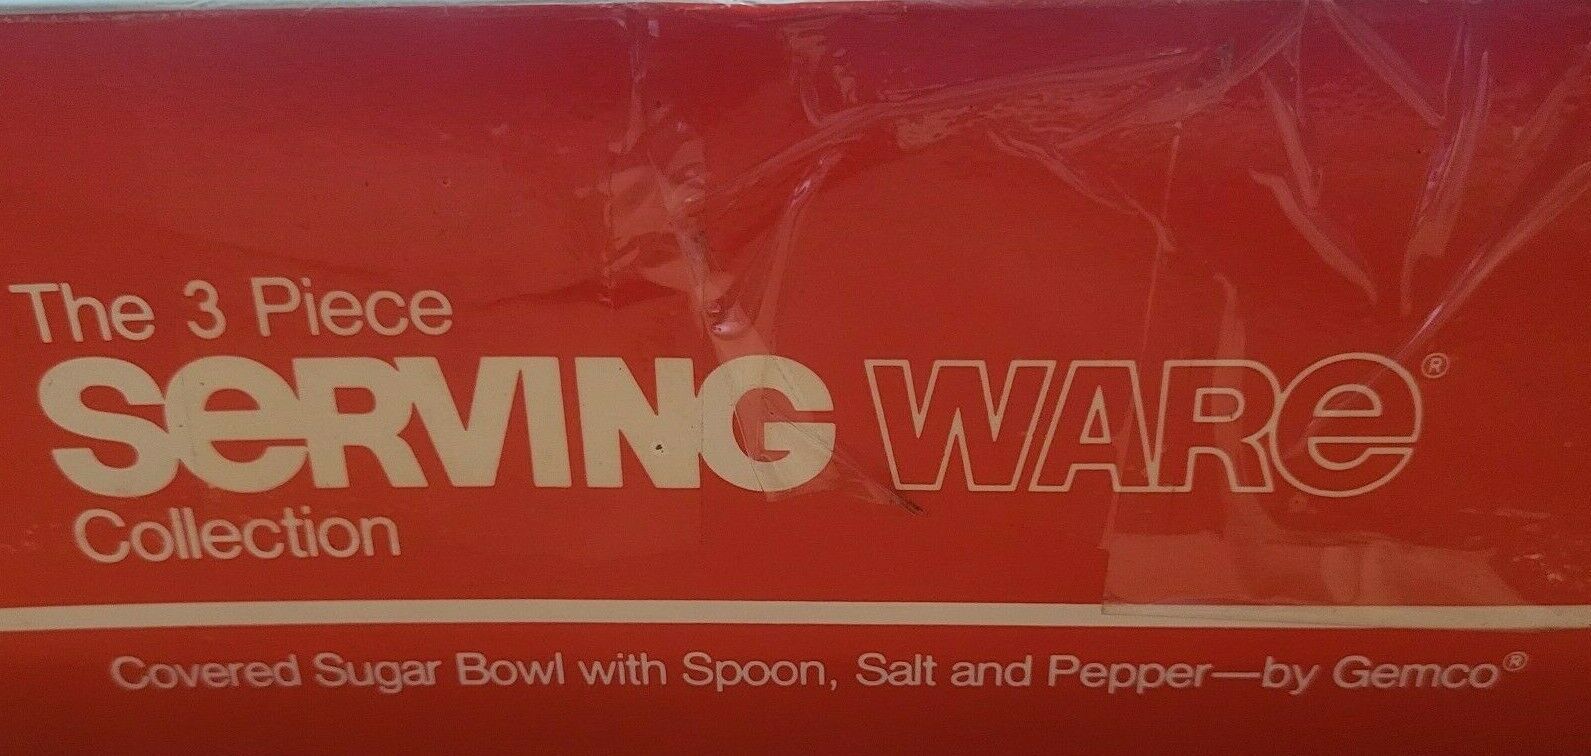 The 3 Piece
SeRVING WARe®
Collection
Covered Sugar Bowl with Spoon, Salt and Pepper—by Gemco®